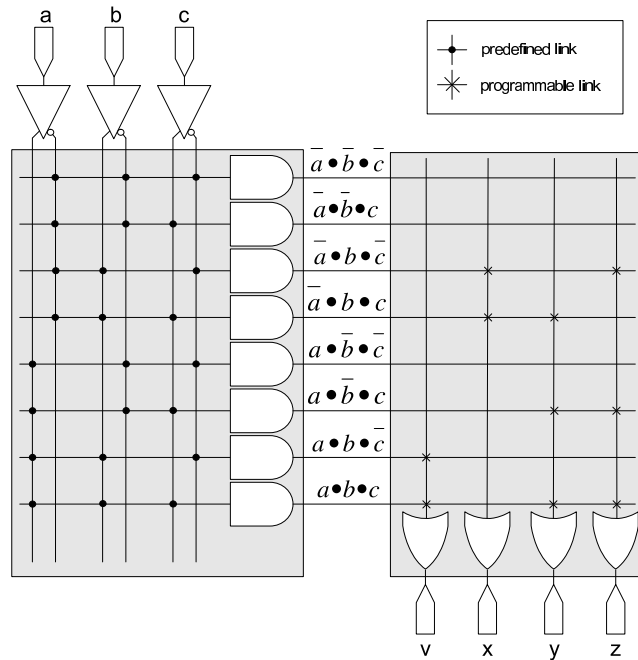 a b c
predefined link
programmable link
a̅ • b̅ • c̅
a̅ • b̅ • c
a̅ • b • c̅
a̅ • b • c
a • b̅ • c̅
a • b̅ • c
a • b • c̅
a • b • c
v x y z